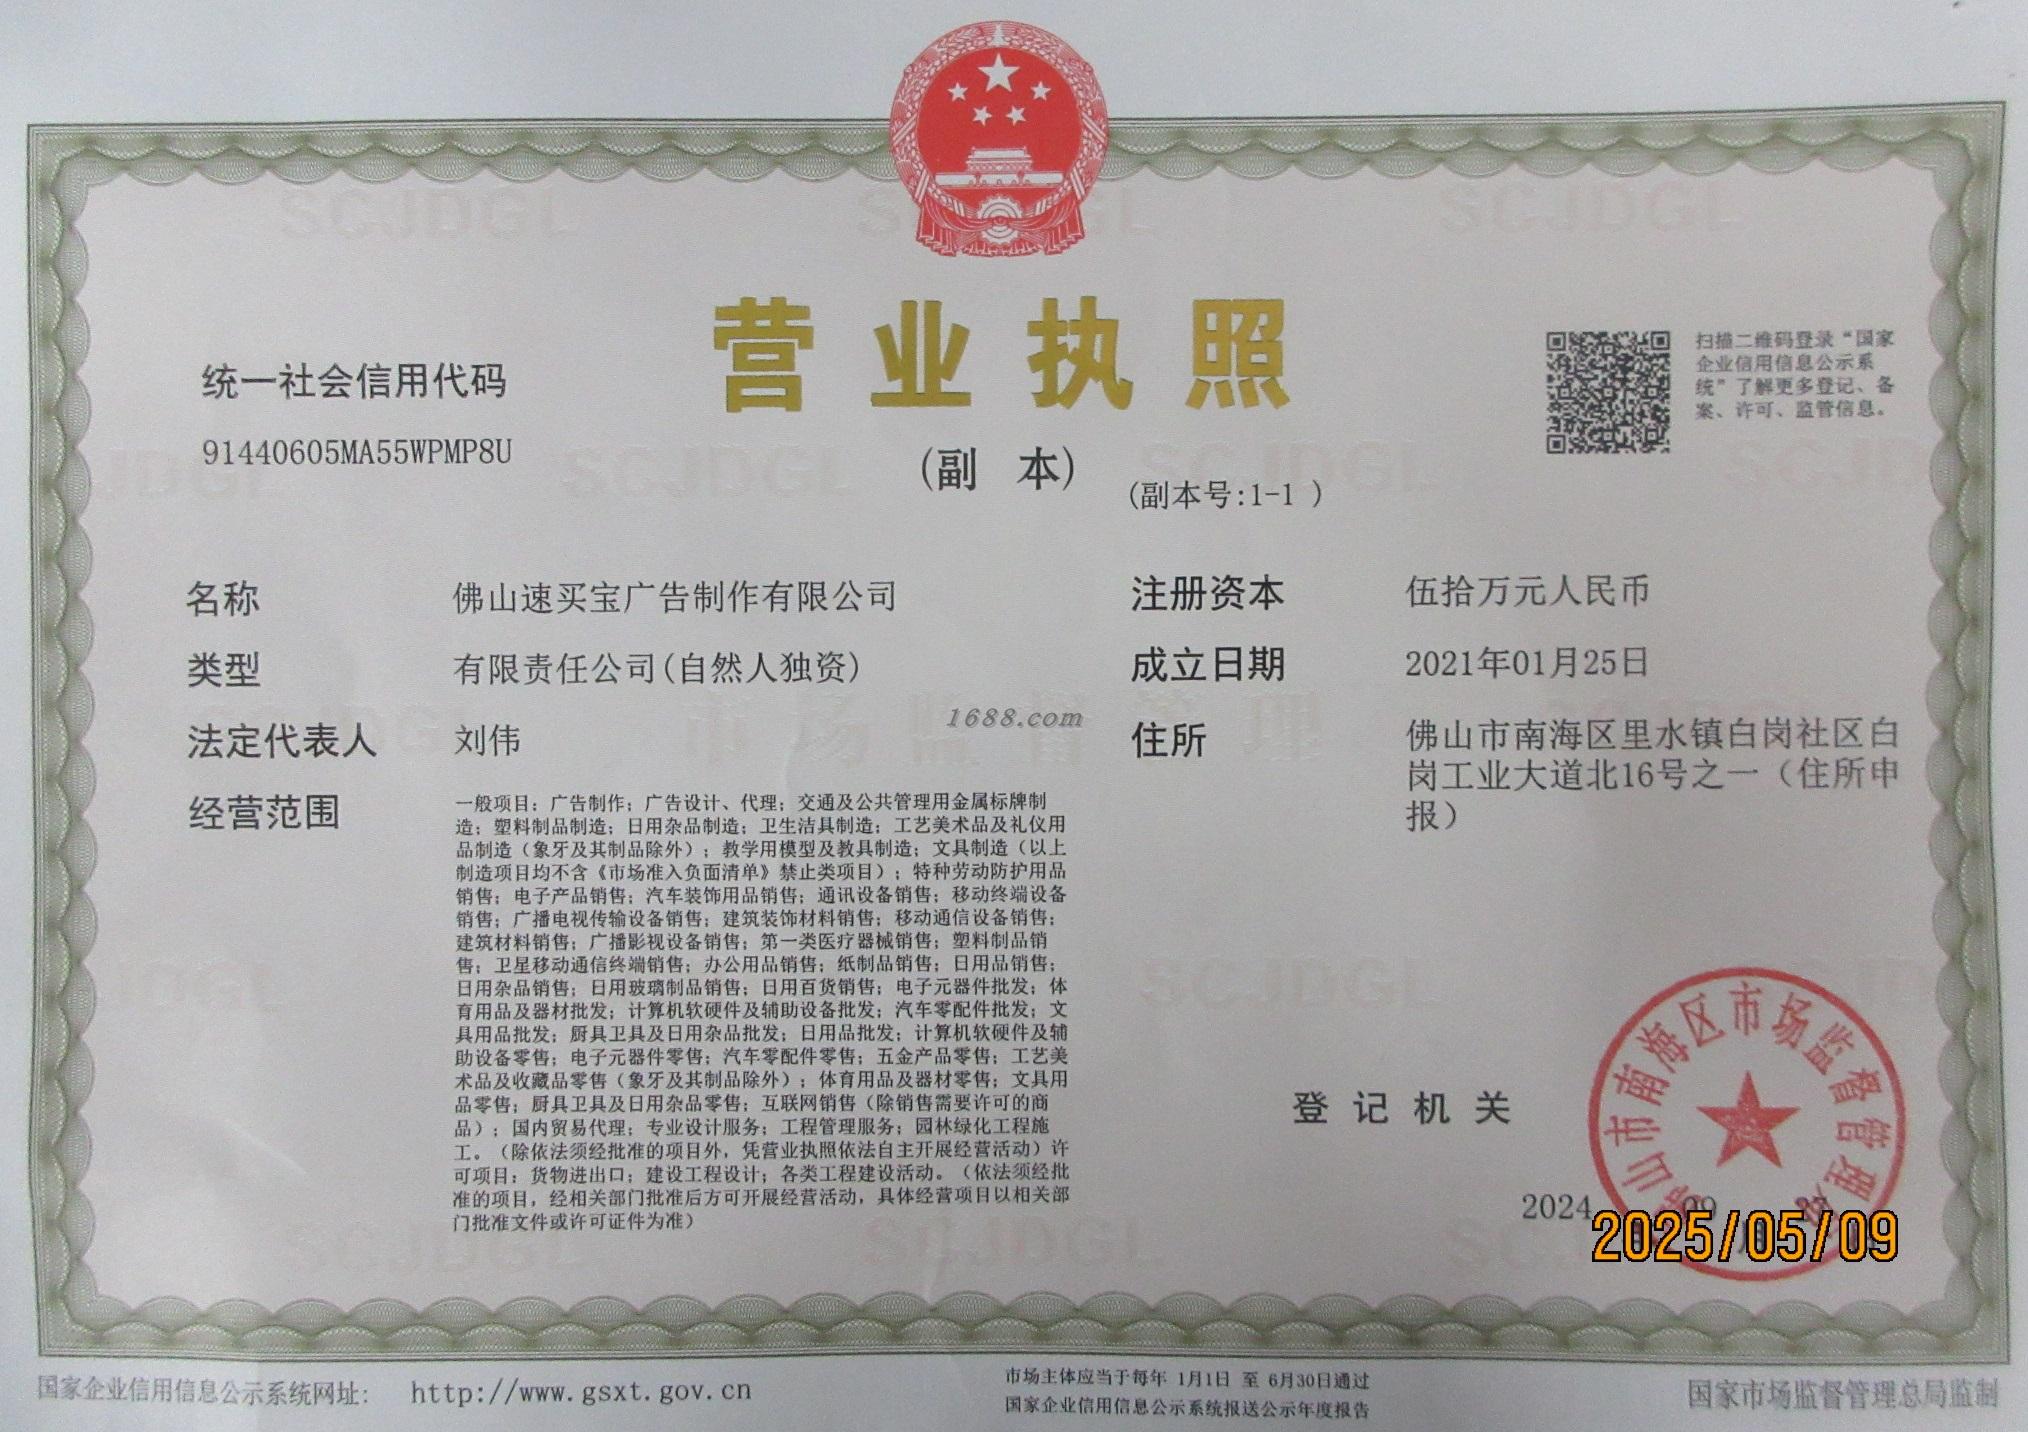 营业执照
(副 本)
(副本号:1-1 )
统一社会信用代码
91440605MA55WPMP8U
扫描二维码登录“国家
企业信用信息公示系
统”了解更多登记、备
案、许可、监管信息。
名称 佛山速买宝广告制作有限公司
类型 有限责任公司(自然人独资)
法定代表人 刘伟
经营范围 一般项目：广告制作；广告设计、代理；交通及公共管理用金属标牌制
造；塑料制品制造；日用杂品制造；卫生洁具制造；工艺美术品及礼仪用
品制造（象牙及其制品除外）；教学用模型及教具制造；文具制造（以上
制造项目均不含《市场准入负面清单》禁止类项目）；特种劳动防护用品
销售；电子产品销售；汽车装饰用品销售；通讯设备销售；移动终端设备
销售；广播电视传输设备销售；建筑装饰材料销售；移动通信设备销售；
建筑材料销售；广播影视设备销售；第一类医疗器械销售；塑料制品销
售；卫星移动通信终端销售；办公用品销售；纸制品销售；日用品销售；
日用杂品销售；日用玻璃制品销售；日用百货销售；电子元器件批发；体
育用品及器材批发；计算机软硬件及辅助设备批发；汽车零配件批发；文
具用品批发；厨具卫具及日用杂品批发；日用品批发；计算机软硬件及辅
助设备零售；电子元器件零售；汽车零配件零售；五金产品零售；工艺美
术品及收藏品零售（象牙及其制品除外）；体育用品及器材零售；文具用
品零售；厨具卫具及日用杂品零售；互联网销售（除销售需要许可的商
品）；国内贸易代理；专业设计服务；工程管理服务；园林绿化工程施
工。（除依法须经批准的项目外，凭营业执照依法自主开展经营活动）许
可项目：货物进出口；建设工程设计；各类工程建设活动。（依法须经批
准的项目，经相关部门批准后方可开展经营活动，具体经营项目以相关部
门批准文件或许可证件为准）
注册资本 伍拾万元人民币
成立日期 2021年01月25日
住所 佛山市南海区里水镇白岗社区白
岗工业大道北16号之一（住所申
报）
1688.com
登记机关
佛山市南海区市场监督管理局
2024 09
2025/05/09
国家企业信用信息公示系统网址： http://www.gsxt.gov.cn
市场主体应当于每年 1月1日 至 6月30日通过
国家企业信用信息公示系统报送公示年度报告
国家市场监督管理总局监制
SCJDGL
市场监督管理